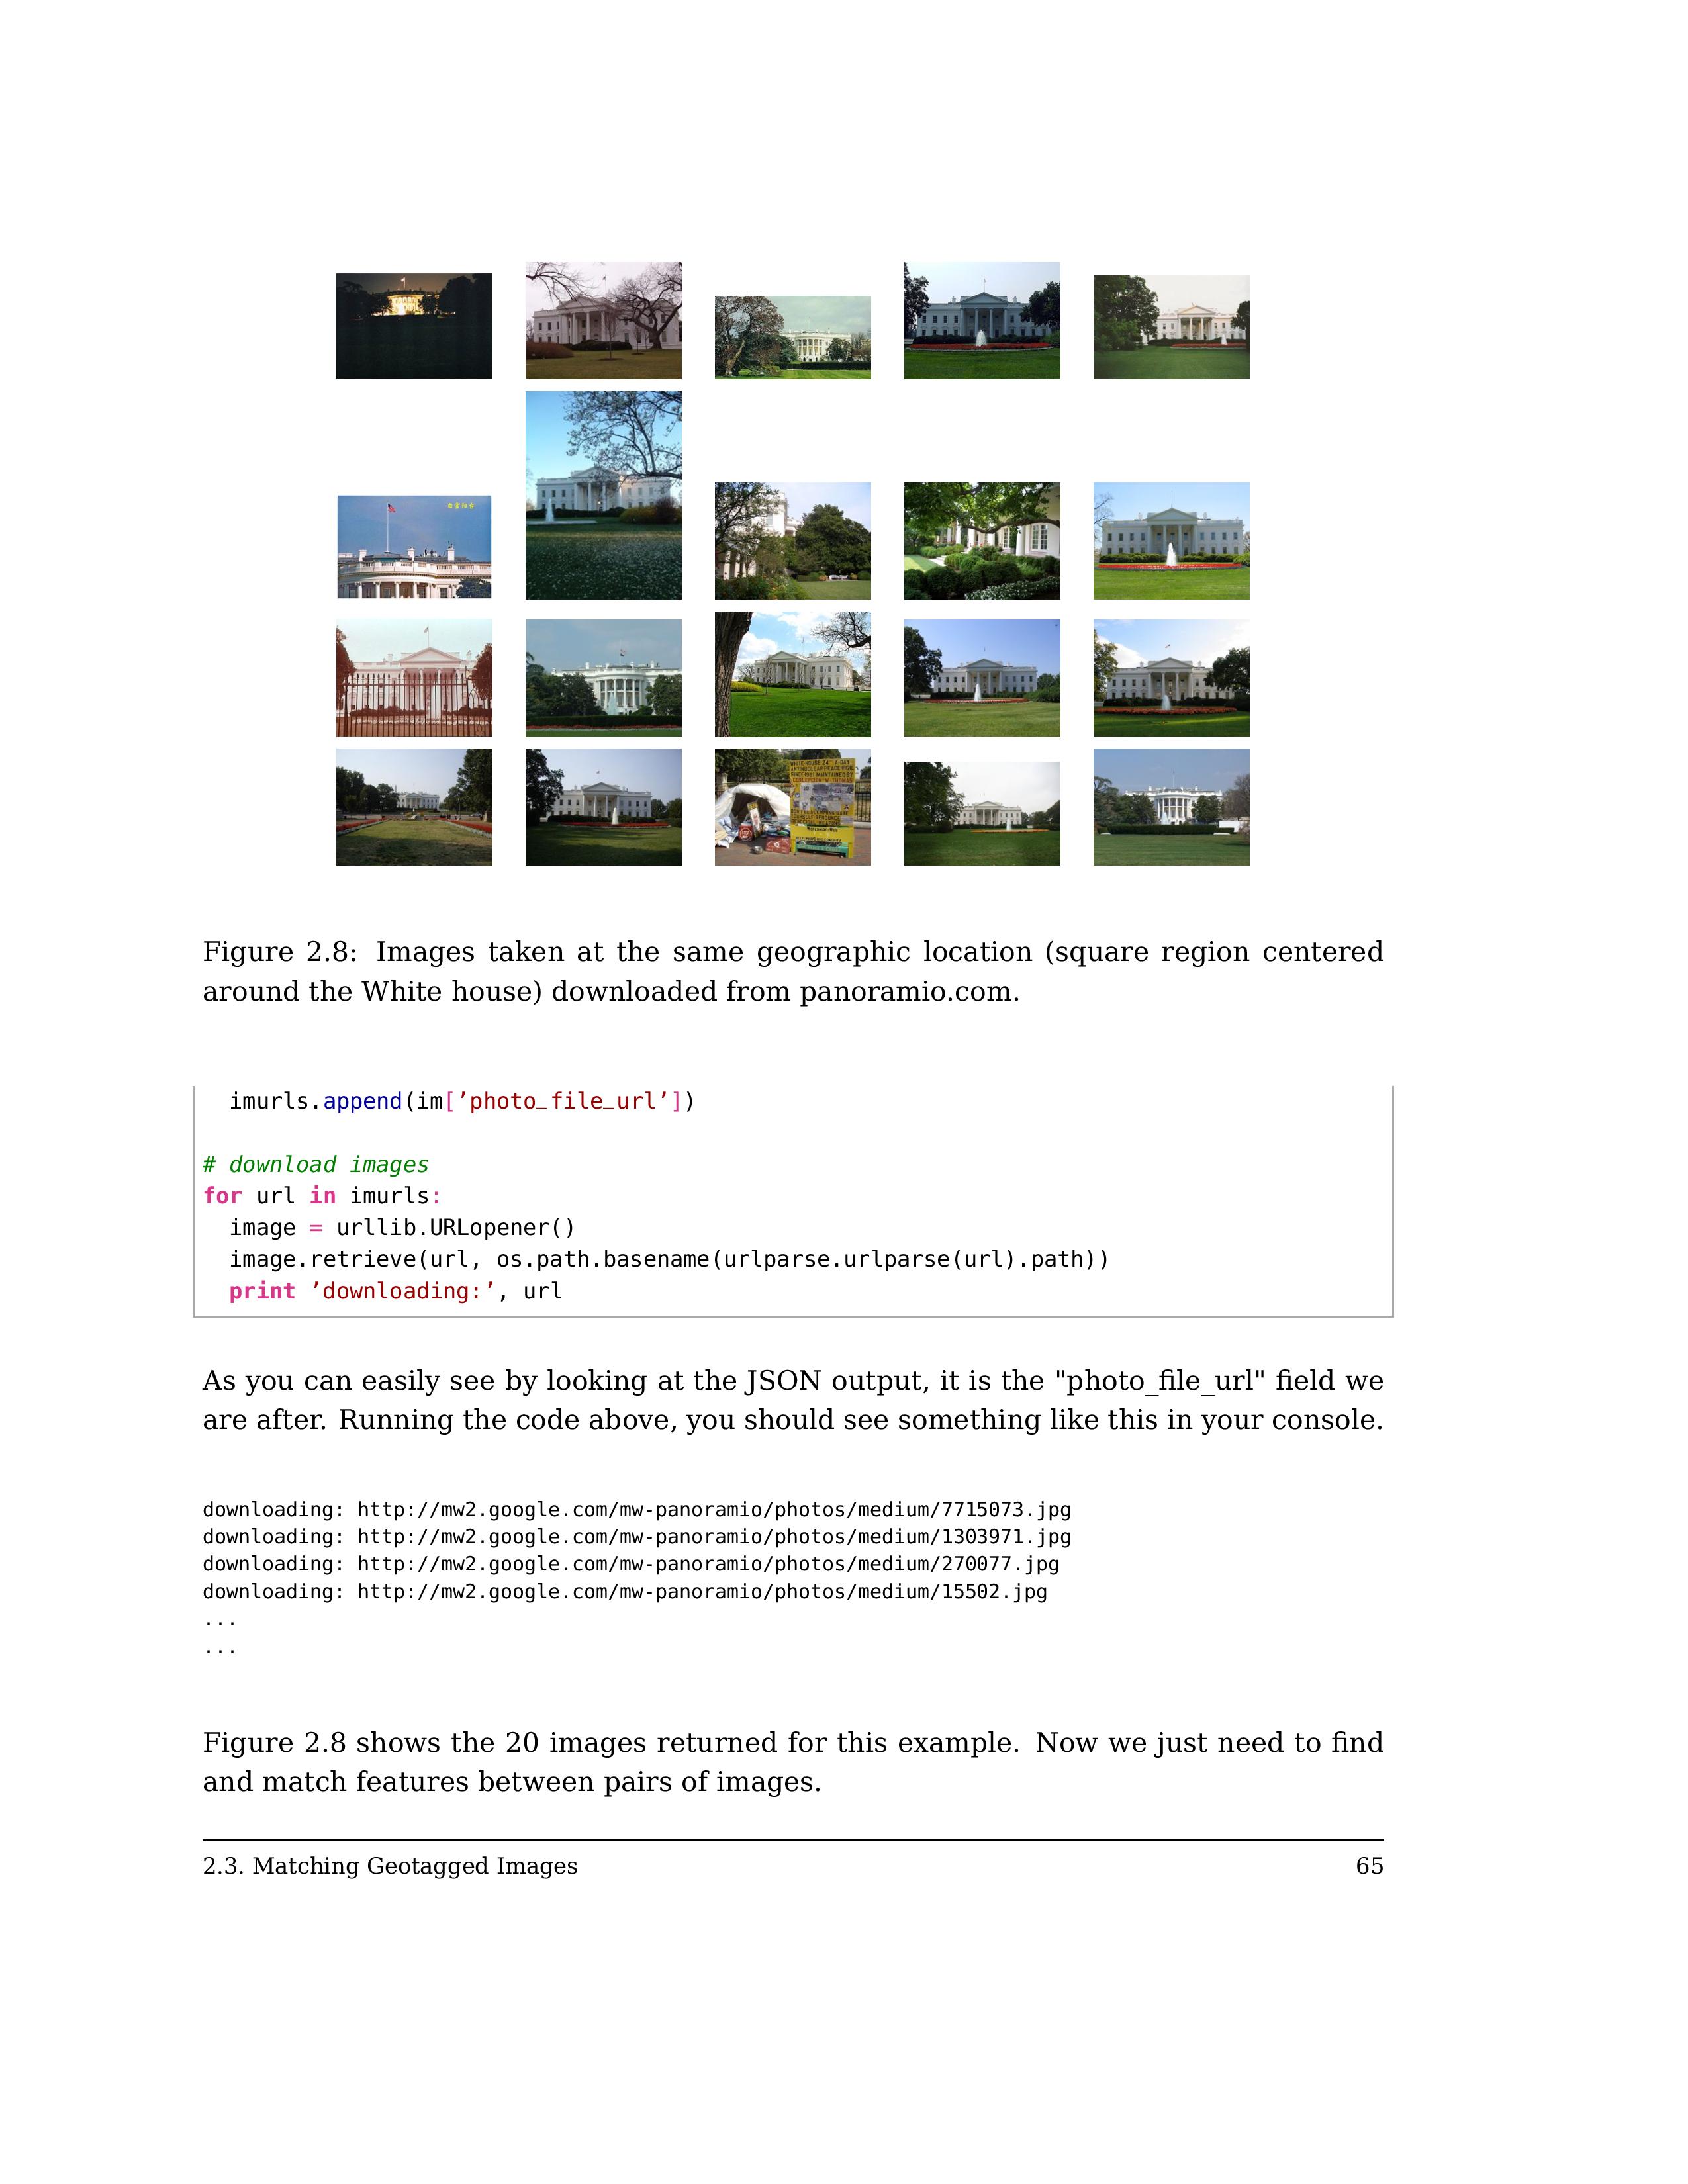 Figure 2.8: Images taken at the same geographic location (square region centered
around the White house) downloaded from panoramio.com.
imurls.append(im[’photo_file_url’])
# download images
for url in imurls:
image = urllib.URLopener()
image.retrieve(url, os.path.basename(urlparse.urlparse(url).path))
print ’downloading:’, url
As you can easily see by looking at the JSON output, it is the "photo_file_url" field we
are after. Running the code above, you should see something like this in your console.
downloading: http://mw2.google.com/mw-panoramio/photos/medium/7715073.jpg
downloading: http://mw2.google.com/mw-panoramio/photos/medium/1303971.jpg
downloading: http://mw2.google.com/mw-panoramio/photos/medium/270077.jpg
downloading: http://mw2.google.com/mw-panoramio/photos/medium/15502.jpg
...
...
Figure 2.8 shows the 20 images returned for this example. Now we just need to find
and match features between pairs of images.
2.3. Matching Geotagged Images 65